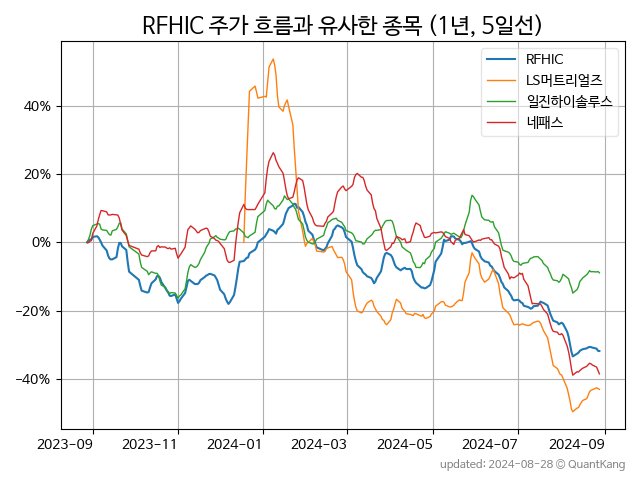 RFHIC 주가 흐름과 유사한 종목 (1년, 5일선)
RFHIC
LS머트리얼즈
일진하이솔루스
네패스
40%
20%
0%
−20%
−40%
2023-09 2023-11 2024-01 2024-03 2024-05 2024-07 2024-09
updated: 2024-08-28 © QuantKang